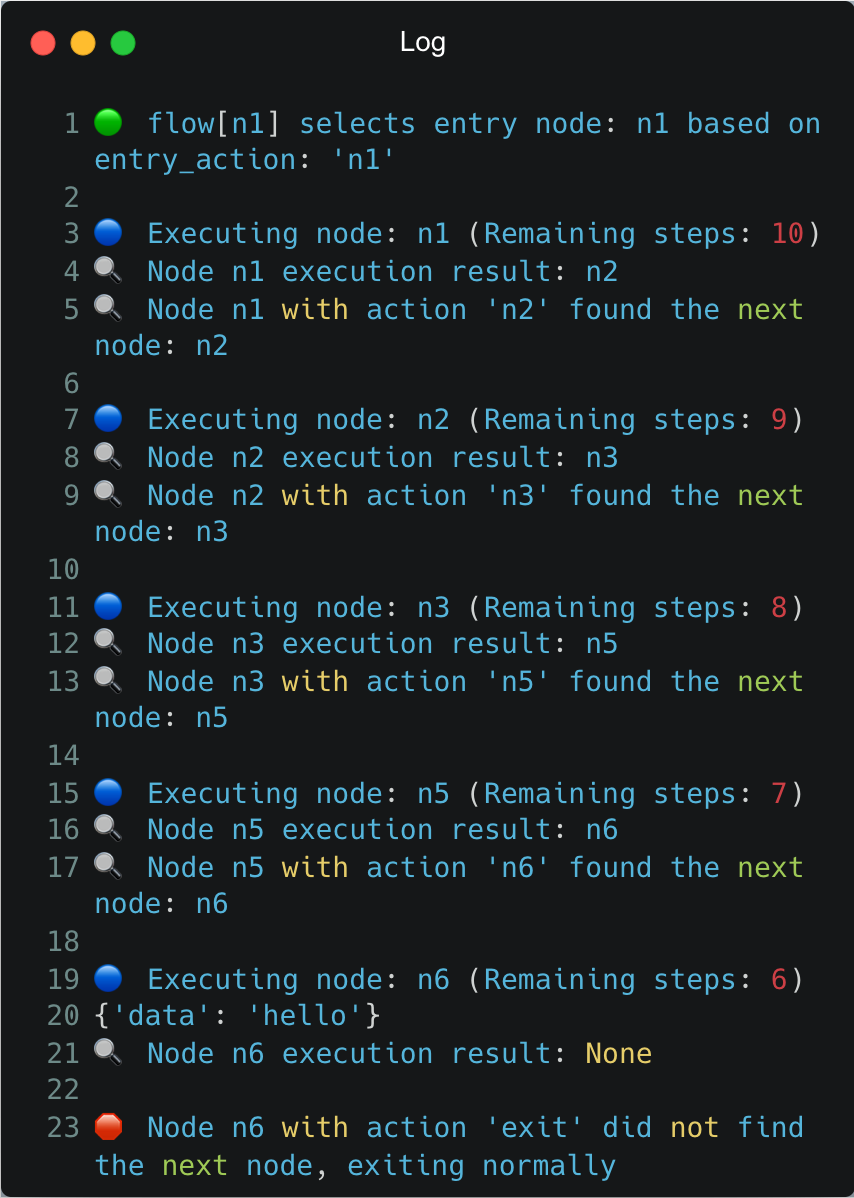 Log
1 🟢 flow[n1] selects entry node: n1 based on
entry_action: 'n1'
2
3 🔵 Executing node: n1 (Remaining steps: 10)
4 🔍 Node n1 execution result: n2
5 🔍 Node n1 with action 'n2' found the next
node: n2
6
7 🔵 Executing node: n2 (Remaining steps: 9)
8 🔍 Node n2 execution result: n3
9 🔍 Node n2 with action 'n3' found the next
node: n3
10
11 🔵 Executing node: n3 (Remaining steps: 8)
12 🔍 Node n3 execution result: n5
13 🔍 Node n3 with action 'n5' found the next
node: n5
14
15 🔵 Executing node: n5 (Remaining steps: 7)
16 🔍 Node n5 execution result: n6
17 🔍 Node n5 with action 'n6' found the next
node: n6
18
19 🔵 Executing node: n6 (Remaining steps: 6)
20 {'data': 'hello'}
21 🔍 Node n6 execution result: None
22
23 🛑 Node n6 with action 'exit' did not find
the next node, exiting normally